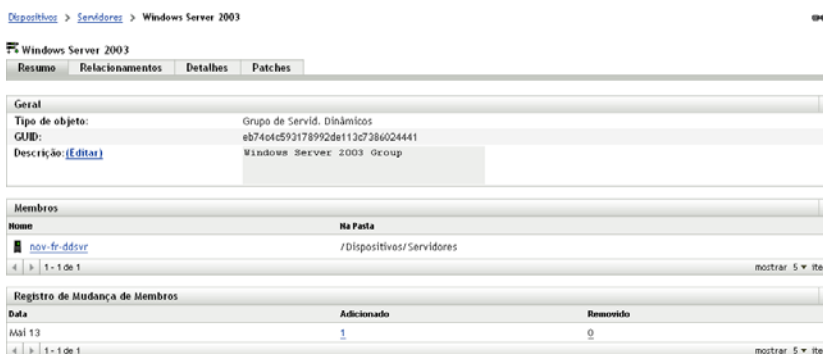 Dispositivos > Servidores > Windows Server 2003
Windows Server 2003
Resumo Relacionamentos Detalhes Patches
Geral
Tipo de objeto: Grupo de Servid. Dinâmicos
GUID: eb74c4c593178992de113c7386024441
Descrição:(Editar) Windows Server 2003 Group
Membros
Nome Na Pasta
nov-fr-ddsvr /Dispositivos/Servidores
1 - 1 de 1 mostrar 5 ite
Registro de Mudança de Membros
Data Adicionado Removido
Mai 13 1 0
1 - 1 de 1 mostrar 5 ite